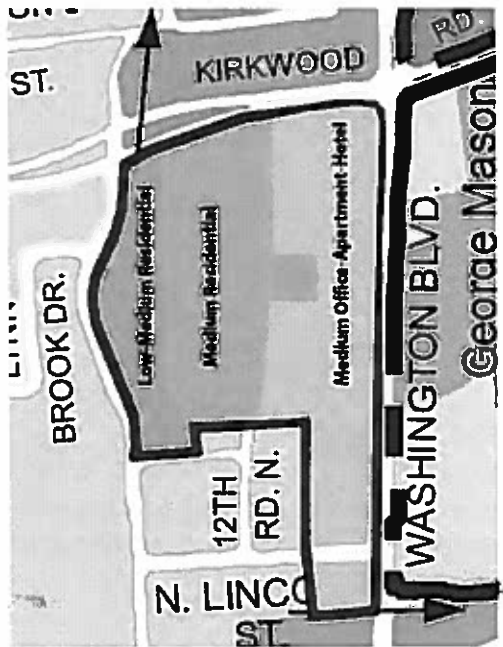 ST.
KIRKWOOD
RD.
George Mason
WASHINGTON BLVD.
Low-Medium Residential
Medium Residential
Medium Office-Apartment-Hotel
BROOK DR.
12TH
RD. N.
N. LINCO
ST.